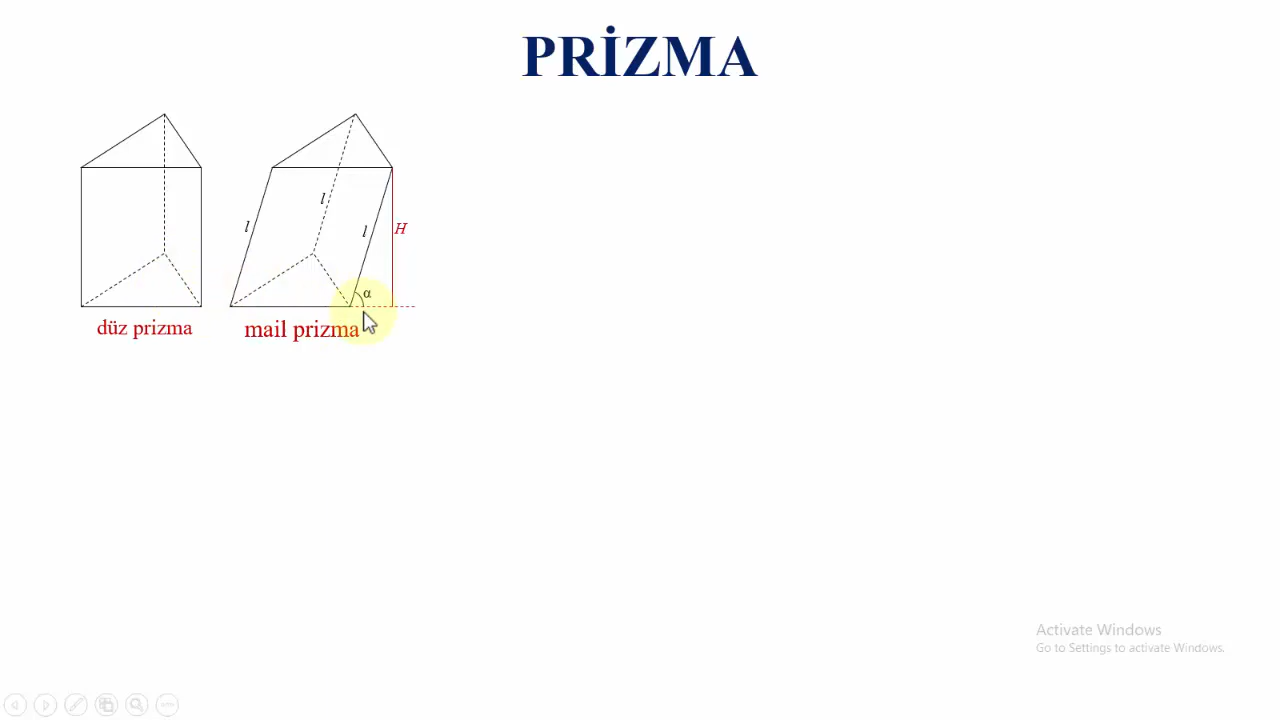 PRİZMA
l
l
l
H
α
düz prizma
mail prizma
Activate Windows
Go to Settings to activate Windows.